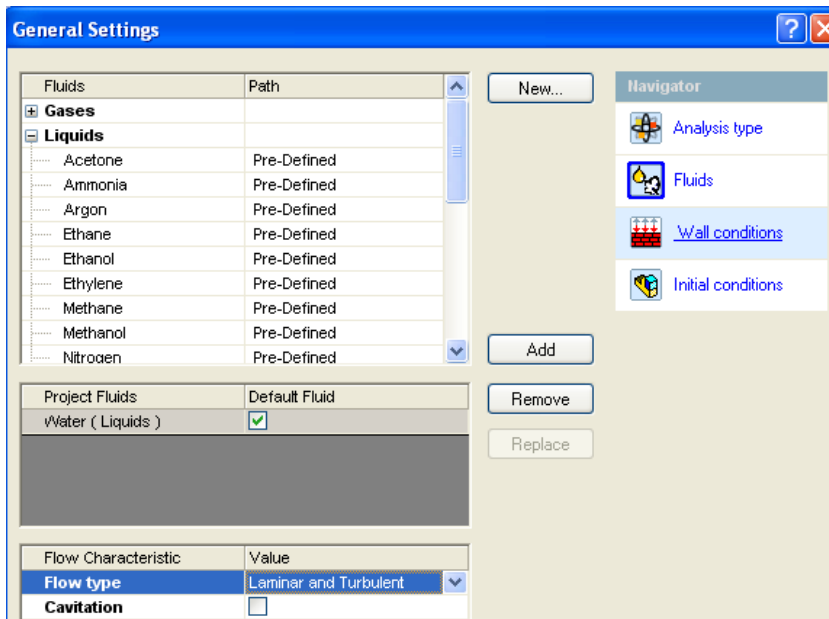 General Settings
Fluids Path
Gases
Liquids
Acetone Pre-Defined
Ammonia Pre-Defined
Argon Pre-Defined
Ethane Pre-Defined
Ethanol Pre-Defined
Ethylene Pre-Defined
Methane Pre-Defined
Methanol Pre-Defined
Nitrogen Pre-Defined
New...
Add
Project Fluids Default Fluid
Water ( Liquids )
Remove
Replace
Flow Characteristic Value
Flow type Laminar and Turbulent
Cavitation
Navigator
Analysis type
Fluids
Wall conditions
Initial conditions